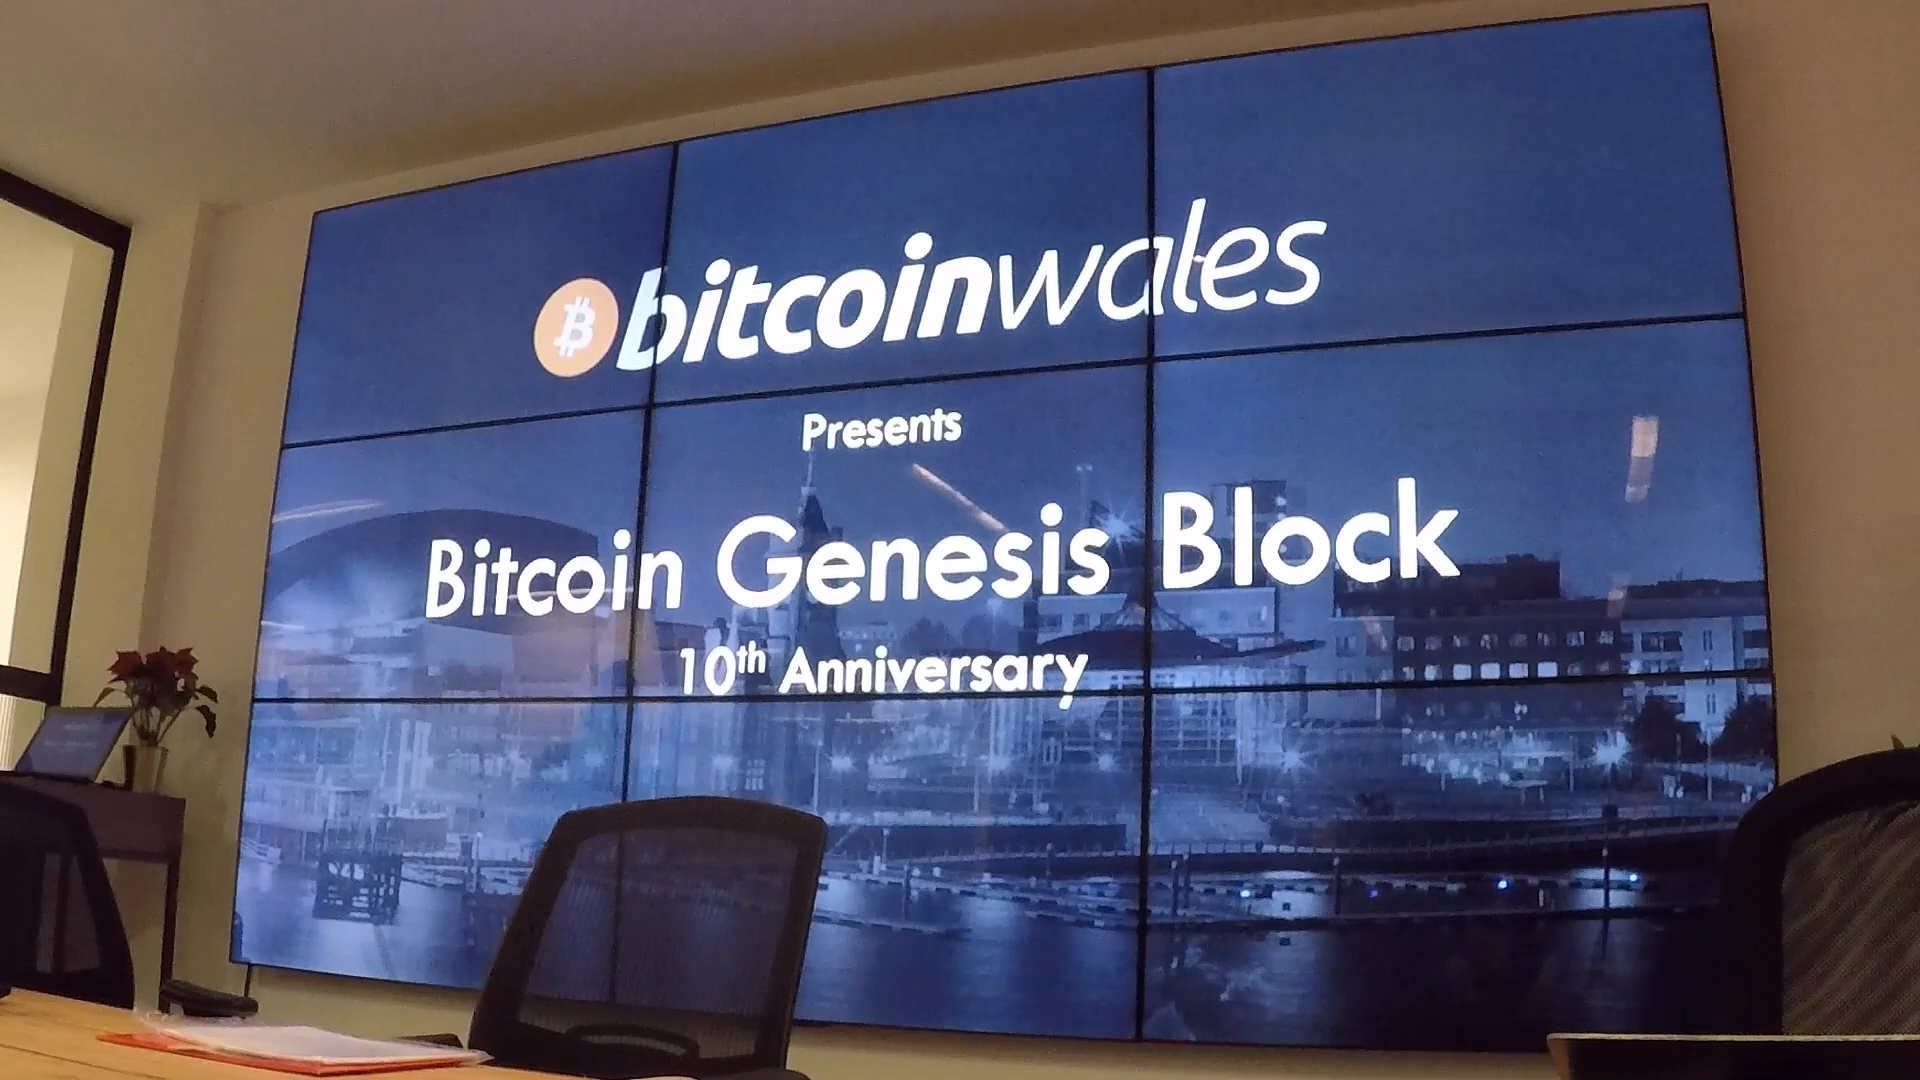 bitcoinwales
Presents
Bitcoin Genesis Block
10th Anniversary